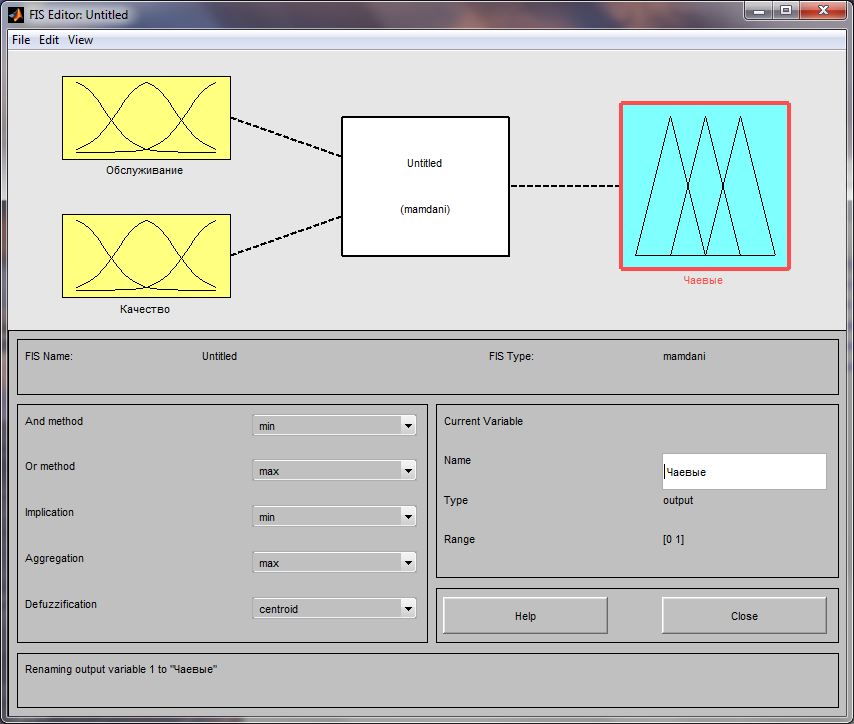 FIS Editor: Untitled
File Edit View
Обслуживание
Качество
Untitled
(mamdani)
Чаевые
FIS Name: Untitled FIS Type: mamdani
And method min
Or method max
Implication min
Aggregation max
Defuzzification centroid
Current Variable
Name Чаевые
Type output
Range [0 1]
Help Close
Renaming output variable 1 to "Чаевые"